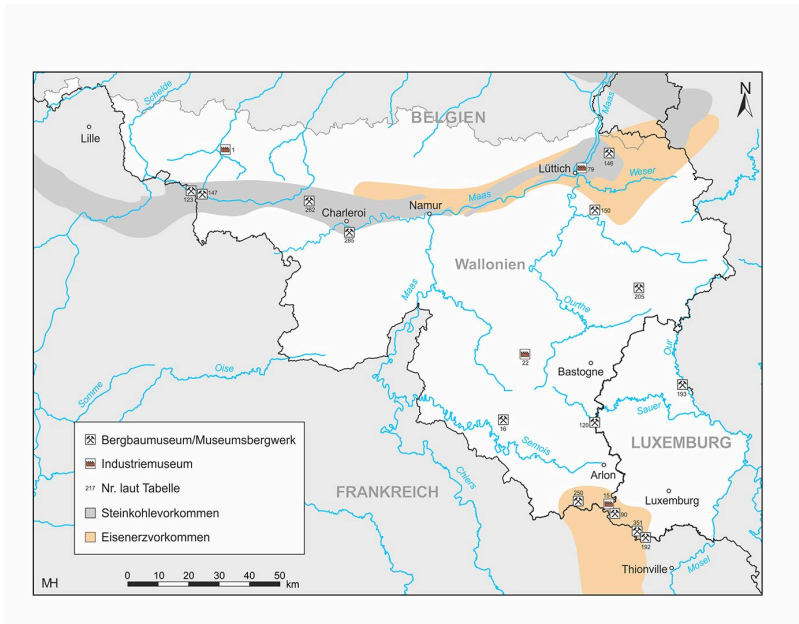 N
Schelde
Maas
BELGIEN
Lille
1
146
Lüttich
79
Weser
147
123
Maas
262
Namur
Charleroi
150
285
Wallonien
205
Maas
Ourthe
22
Our
Oise
Bastogne
193
Somme
Sauer
16
120
Semois
LUXEMBURG
Bergbaumuseum/Museumsbergwerk
Industriemuseum
217 Nr. laut Tabelle
Steinkohlevorkommen
Eisenerzvorkommen
Arlon
Chiers
FRANKREICH
250
Luxemburg
90
351
192
Thionville
Mosel
MH
0 10 20 30 40 50
km